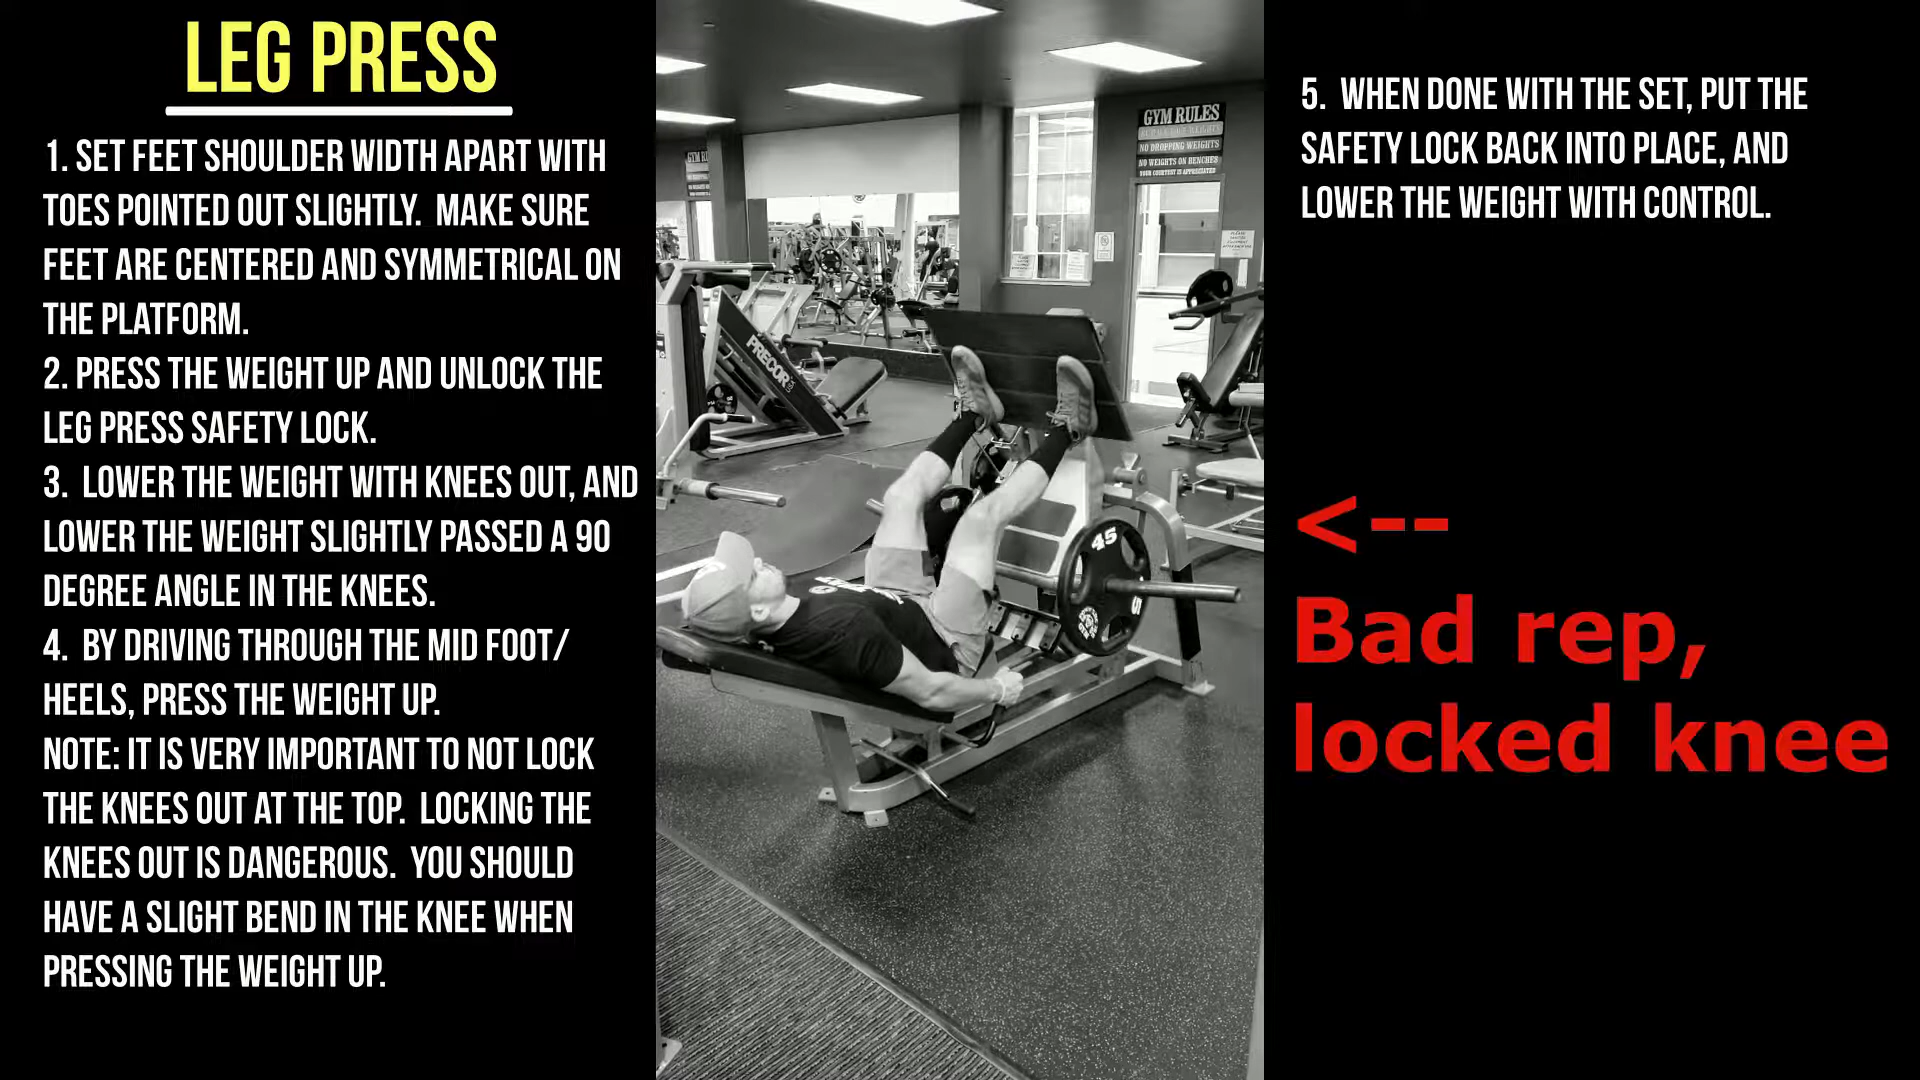 LEG PRESS
1. SET FEET SHOULDER WIDTH APART WITH
TOES POINTED OUT SLIGHTLY. MAKE SURE
FEET ARE CENTERED AND SYMMETRICAL ON
THE PLATFORM.
2. PRESS THE WEIGHT UP AND UNLOCK THE
LEG PRESS SAFETY LOCK.
3. LOWER THE WEIGHT WITH KNEES OUT, AND
LOWER THE WEIGHT SLIGHTLY PASSED A 90
DEGREE ANGLE IN THE KNEES.
4. BY DRIVING THROUGH THE MID FOOT/
HEELS, PRESS THE WEIGHT UP.
NOTE: IT IS VERY IMPORTANT TO NOT LOCK
THE KNEES OUT AT THE TOP. LOCKING THE
KNEES OUT IS DANGEROUS. YOU SHOULD
HAVE A SLIGHT BEND IN THE KNEE WHEN
PRESSING THE WEIGHT UP.
GYM RULES
NO DROPPING WEIGHTS
NO WEIGHTS ON BENCHES
YOUR COURTESY IS APPRECIATED
PRECOR
45
5. WHEN DONE WITH THE SET, PUT THE
SAFETY LOCK BACK INTO PLACE, AND
LOWER THE WEIGHT WITH CONTROL.
<--
Bad rep,
locked knee